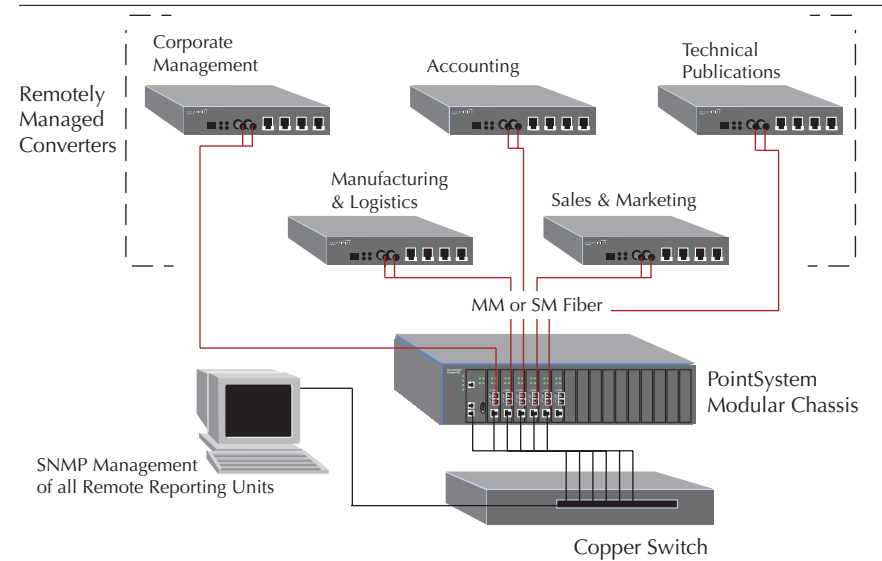 Corporate
Management
Accounting
Technical
Publications
Remotely
Managed
Converters
Manufacturing
& Logistics
Sales & Marketing
MM or SM Fiber
PointSystem
Modular Chassis
SNMP Management
of all Remote Reporting Units
Copper Switch